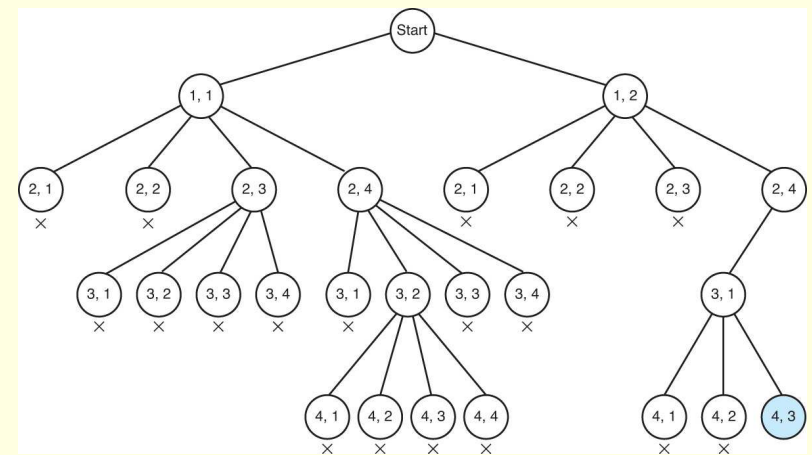 Start
1, 1 1, 2
2, 1 2, 2 2, 3 2, 4 2, 1 2, 2 2, 3 2, 4
× × × × ×
3, 1 3, 2 3, 3 3, 4 3, 1 3, 2 3, 3 3, 4 3, 1
× × × × × × ×
4, 1 4, 2 4, 3 4, 4 4, 1 4, 2 4, 3
× × × × × ×